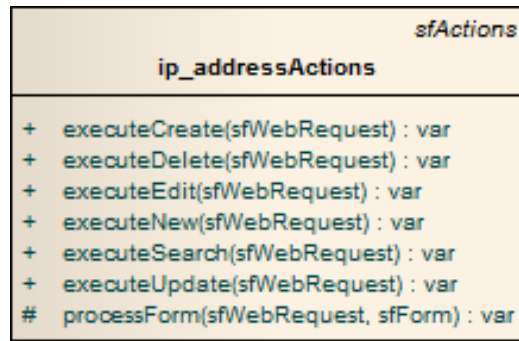 sfActions
ip_addressActions
+ executeCreate(sfWebRequest) : var
+ executeDelete(sfWebRequest) : var
+ executeEdit(sfWebRequest) : var
+ executeNew(sfWebRequest) : var
+ executeSearch(sfWebRequest) : var
+ executeUpdate(sfWebRequest) : var
# processForm(sfWebRequest, sfForm) : var